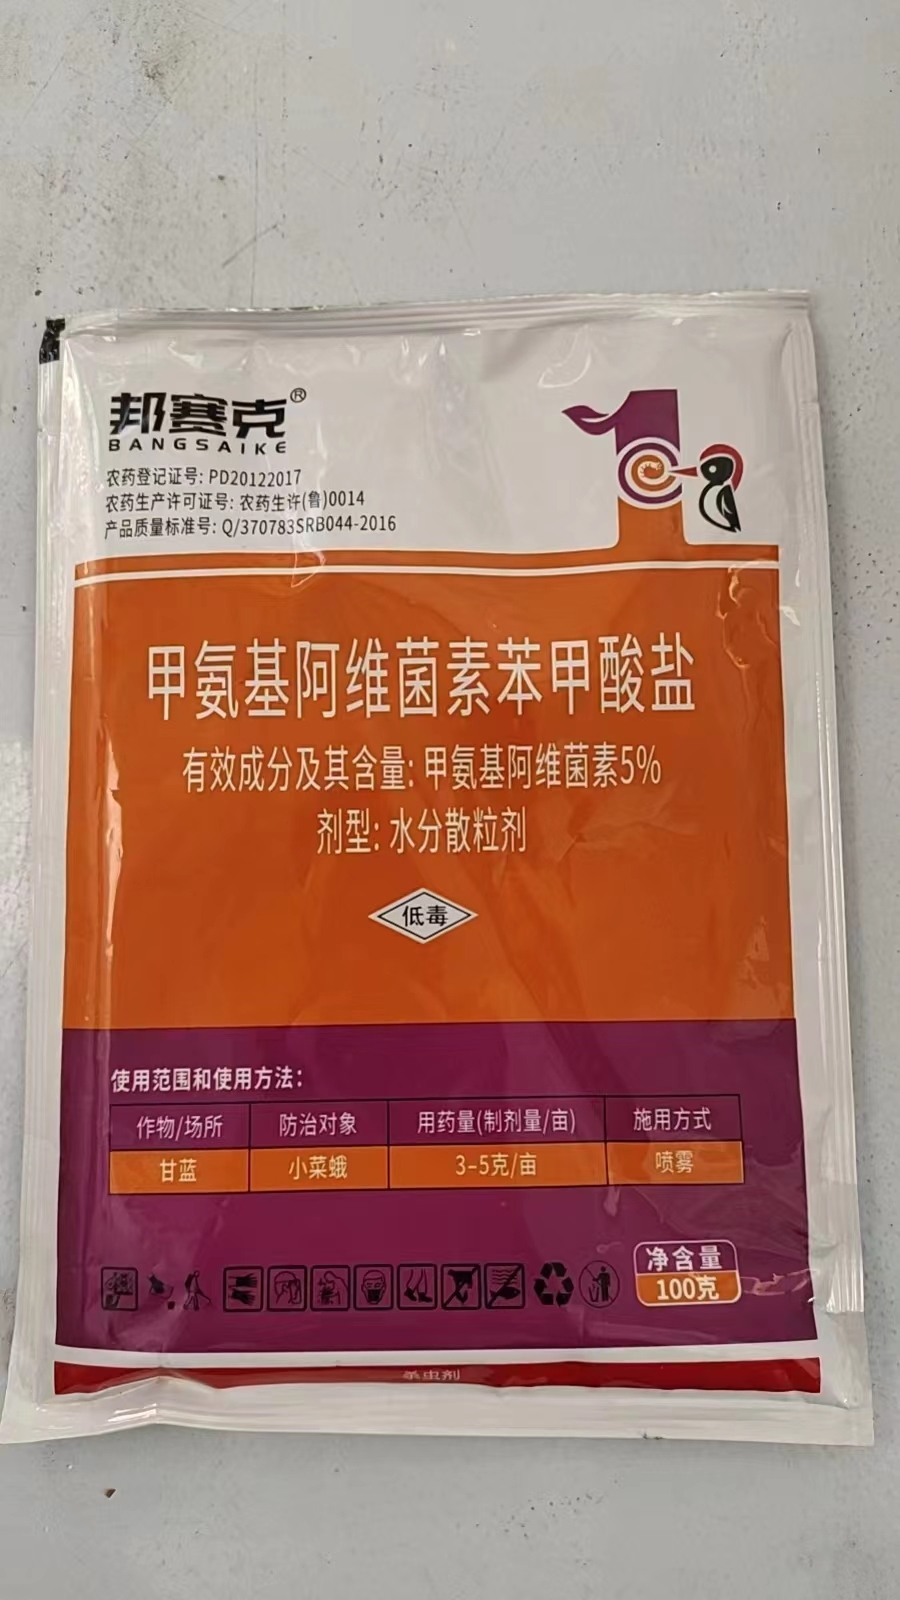 邦赛克®
BANGSAIKE
农药登记证号: PD20122017
农药生产许可证号: 农药生许(鲁)0014
产品质量标准号: Q/370783SRB044-2016
甲氨基阿维菌素苯甲酸盐
有效成分及其含量: 甲氨基阿维菌素5%
剂型: 水分散粒剂
低毒
使用范围和使用方法:
作物/场所 防治对象 用药量(制剂量/亩) 施用方式
甘蓝 小菜蛾 3-5克/亩 喷雾
净含量
100克
杀虫剂